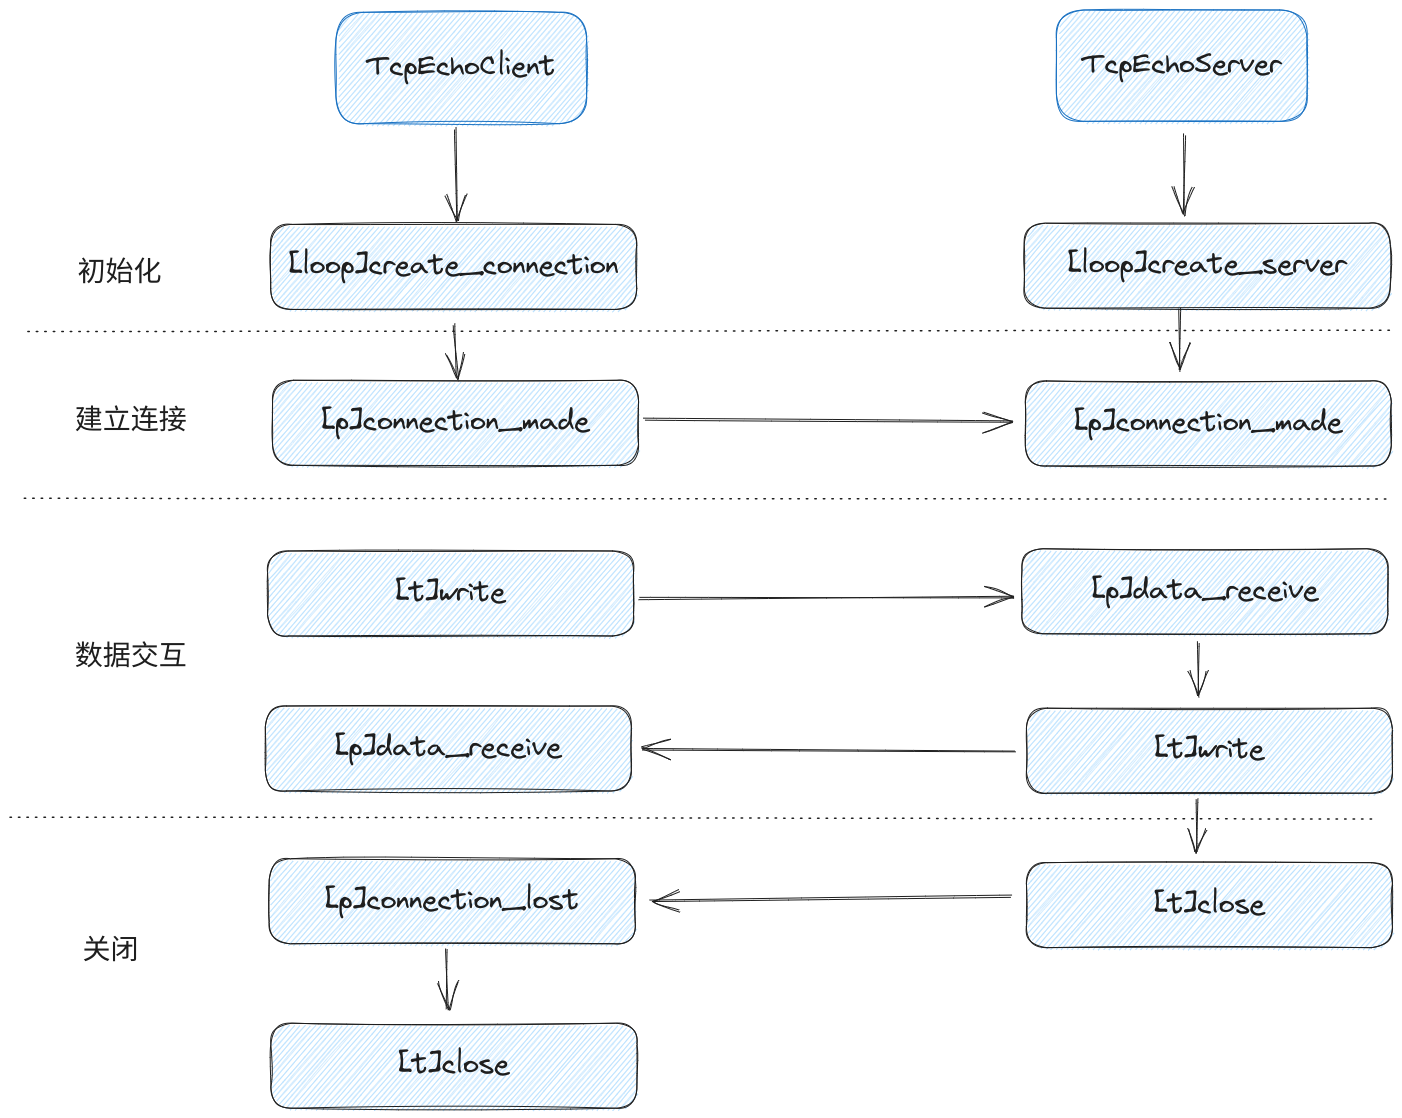 TcpEchoClient
TcpEchoServer
初始化
[loop]create_connection
[loop]create_server
建立连接
[p]connection_made
[p]connection_made
数据交互
[t]write
[p]data_receive
[p]data_receive
[t]write
关闭
[p]connection_lost
[t]close
[t]close